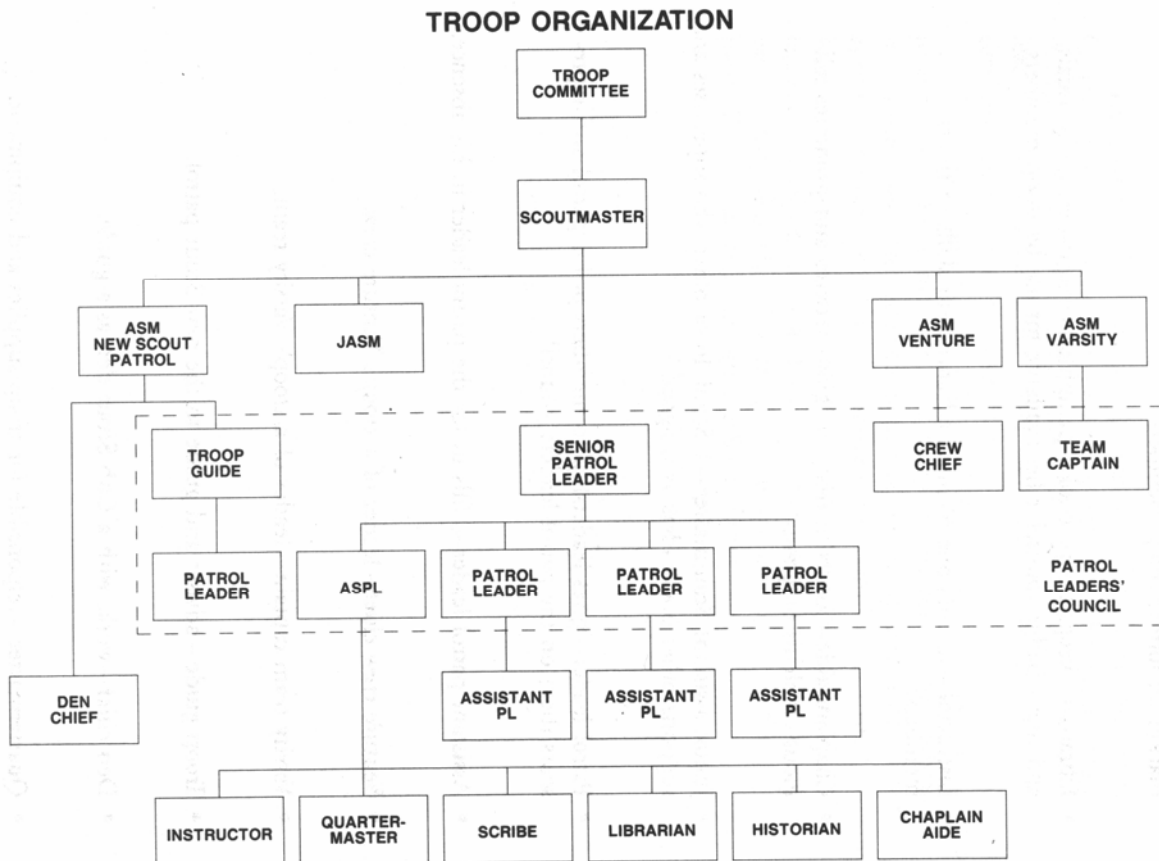 TROOP ORGANIZATION
TROOP
COMMITTEE
SCOUTMASTER
ASM
NEW SCOUT
PATROL
JASM
ASM
VENTURE
ASM
VARSITY
TROOP
GUIDE
SENIOR
PATROL
LEADER
CREW
CHIEF
TEAM
CAPTAIN
PATROL
LEADER
ASPL
PATROL
LEADER
PATROL
LEADER
PATROL
LEADER
PATROL
LEADERS'
COUNCIL
DEN
CHIEF
ASSISTANT
PL
ASSISTANT
PL
ASSISTANT
PL
INSTRUCTOR
QUARTER-
MASTER
SCRIBE
LIBRARIAN
HISTORIAN
CHAPLAIN
AIDE